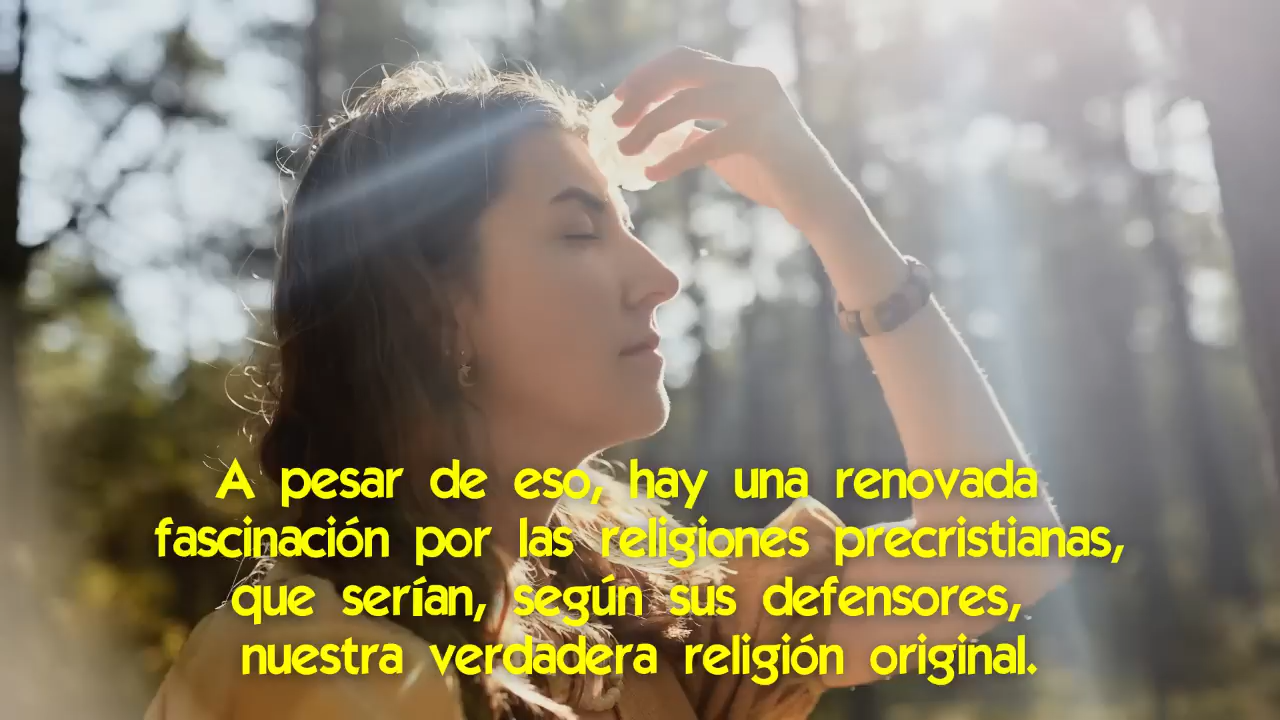 A pesar de eso, hay una renovada
fascinación por las religiones precristianas,
que serían, según sus defensores,
nuestra verdadera religión original.